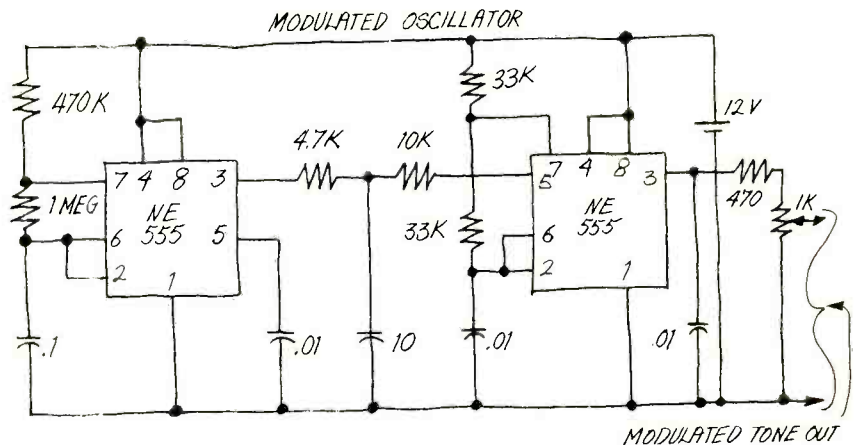 MODULATED OSCILLATOR
470K
33K
12V
4.7K
10K
7 4 8 3
7 4 8 3
5
1 MEG
NE
555
NE
555
470
1K
6
5
33K
6
2
2
1
1
.1
.01
10
.01
.01
MODULATED TONE OUT